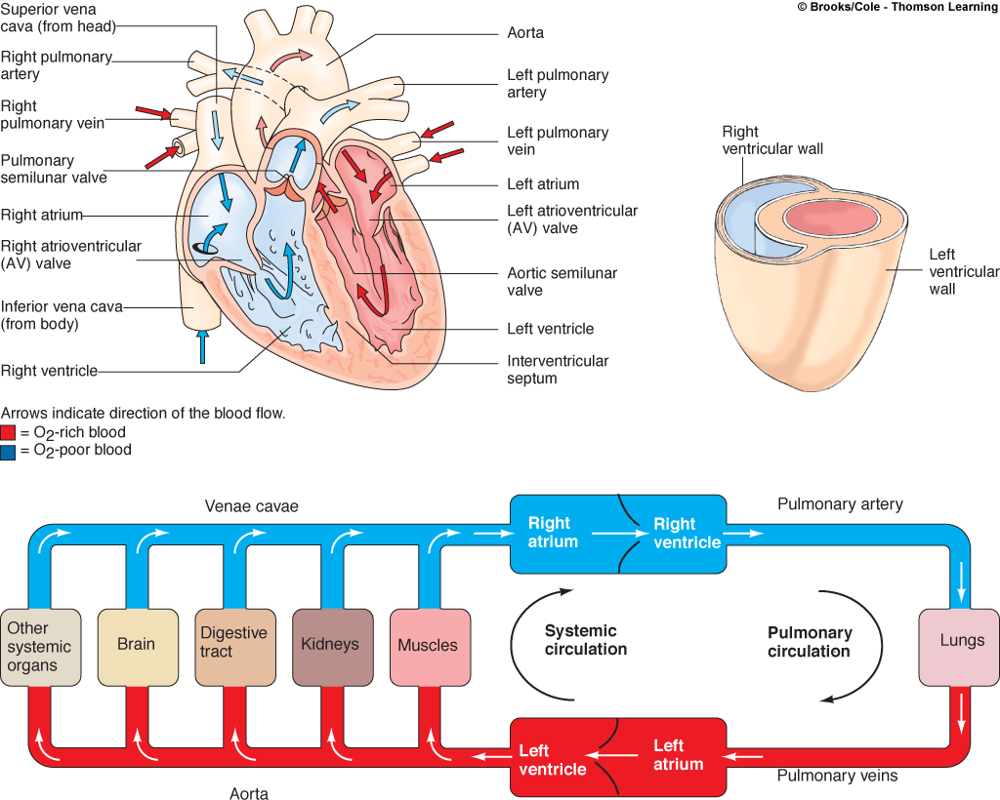 © Brooks/Cole - Thomson Learning
Superior vena
cava (from head)
Right pulmonary
artery
Right
pulmonary vein
Pulmonary
semilunar valve
Right atrium
Right atrioventricular
(AV) valve
Inferior vena cava
(from body)
Right ventricle
Aorta
Left pulmonary
artery
Left pulmonary
vein
Left atrium
Left atrioventricular
(AV) valve
Aortic semilunar
valve
Left ventricle
Interventricular
septum
Right
ventricular wall
Left
ventricular
wall
Arrows indicate direction of the blood flow.
= O2-rich blood
= O2-poor blood
Venae cavae
Right
atrium
Right
ventricle
Pulmonary artery
Other
systemic
organs
Brain
Digestive
tract
Kidneys
Muscles
Systemic
circulation
Pulmonary
circulation
Lungs
Left
ventricle
Left
atrium
Aorta
Pulmonary veins